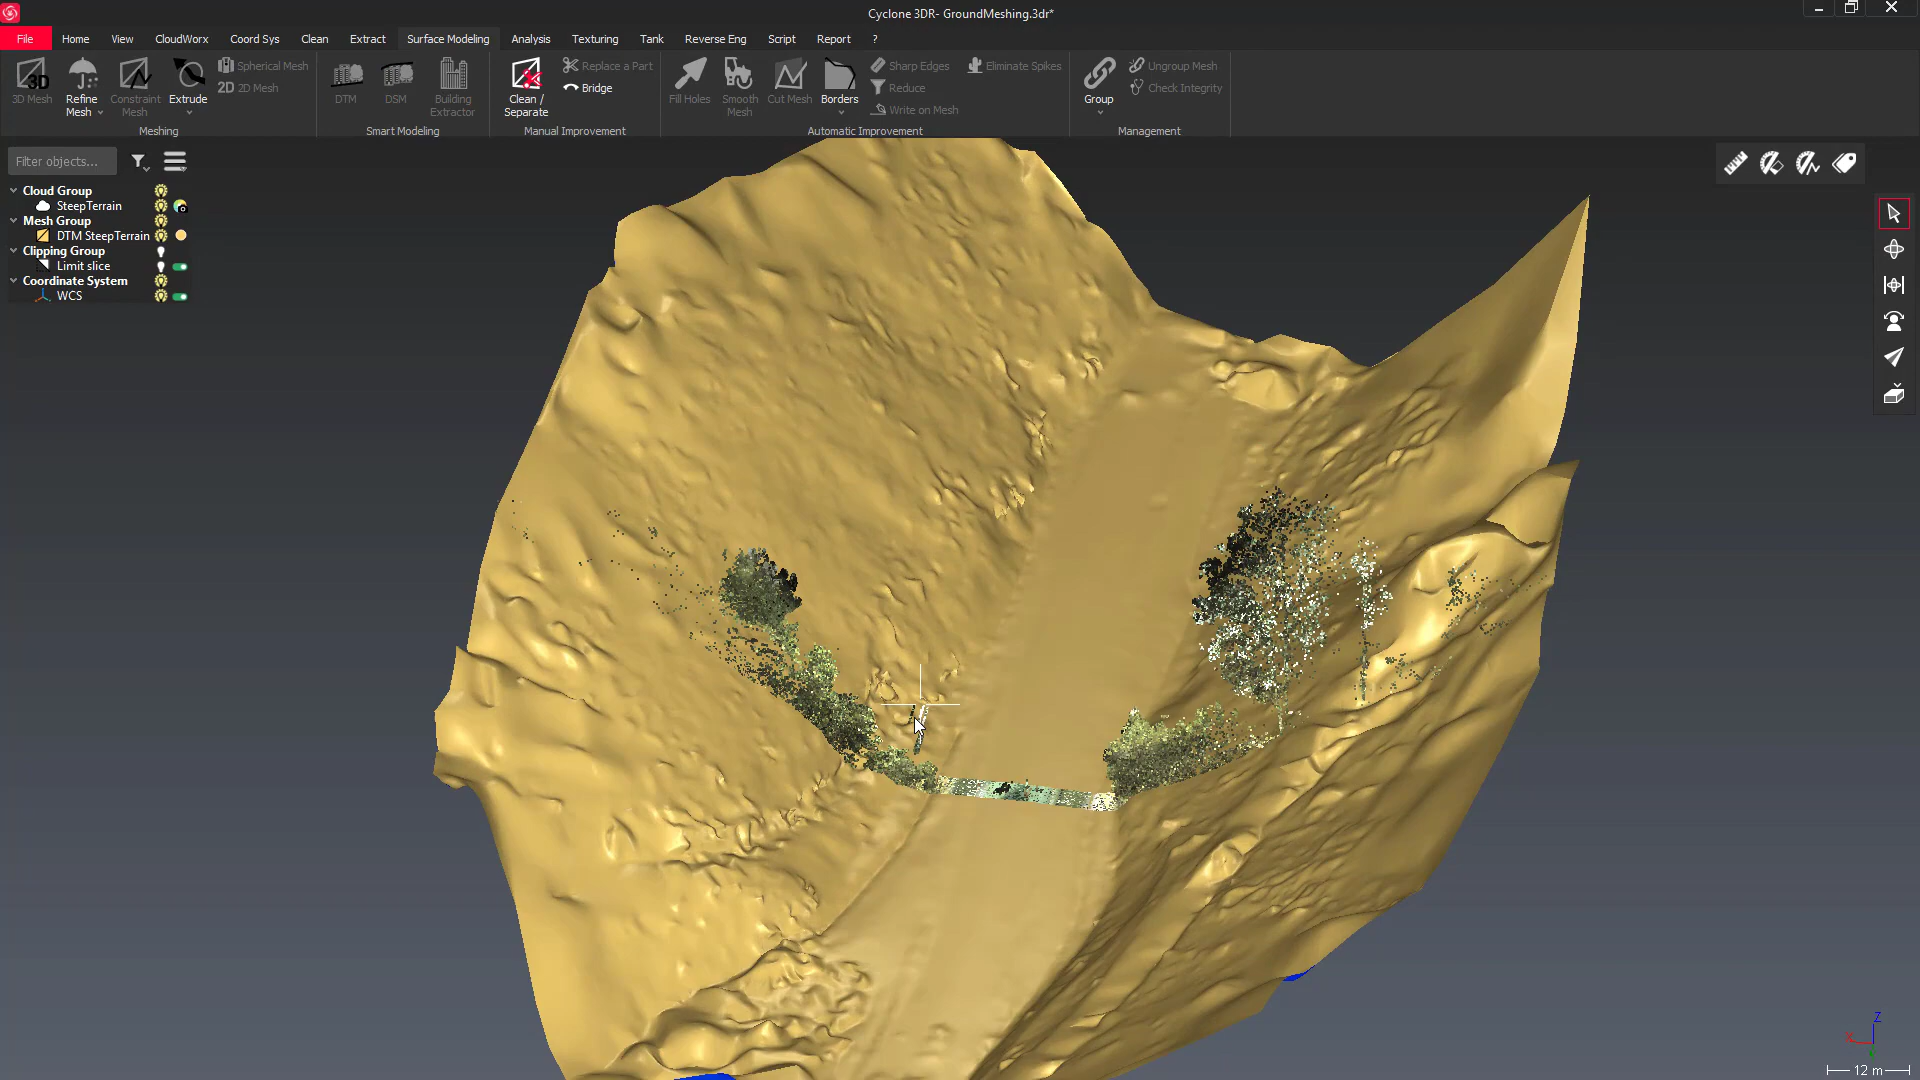 Cyclone 3DR- GroundMeshing.3dr*
File Home View CloudWorx Coord Sys Clean Extract Surface Modeling Analysis Texturing Tank Reverse Eng Script Report ?
3D Mesh
Refine Mesh
Constraint Mesh
Extrude
Spherical Mesh
2D 2D Mesh
Meshing
DTM
DSM
Building Extractor
Smart Modeling
Clean / Separate
Replace a Part
Bridge
Manual Improvement
Fill Holes
Smooth Mesh
Cut Mesh
Borders
Sharp Edges
Reduce
Write on Mesh
Eliminate Spikes
Automatic Improvement
Group
Ungroup Mesh
Check Integrity
Management
Filter objects...
Cloud Group
SteepTerrain
Mesh Group
DTM SteepTerrain
Clipping Group
Limit slice
Coordinate System
WCS
Z
X
12 m